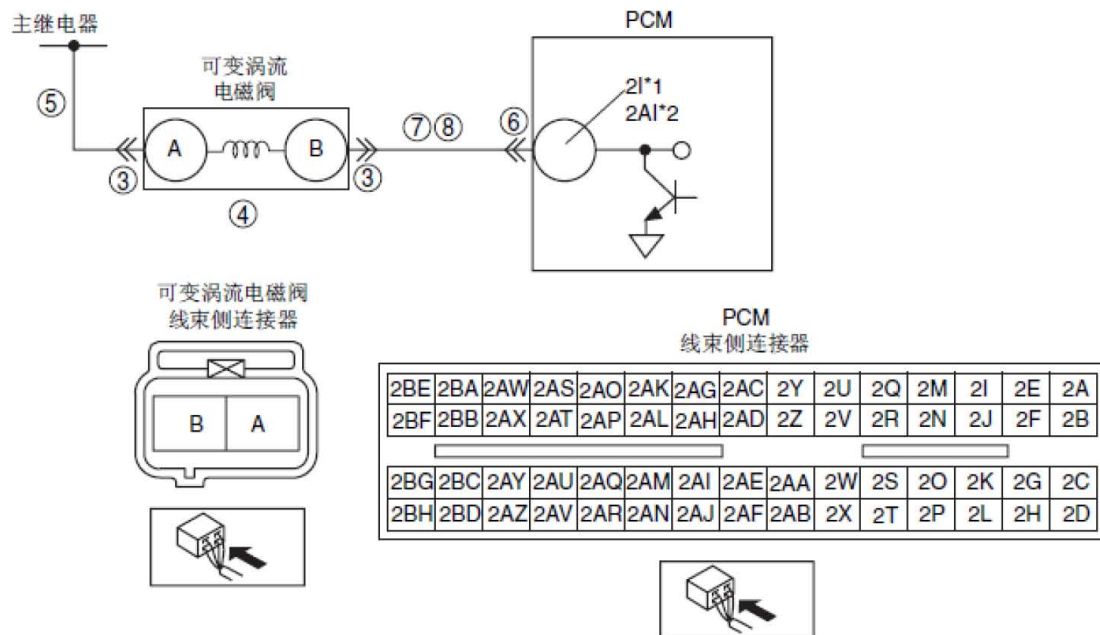 主继电器
PCM
可变涡流
电磁阀
2I*1
2AI*2
⑤
⑦⑧
⑥
A
B
③
③
④
可变涡流电磁阀
线束侧连接器
B A
PCM
线束侧连接器
2BE 2BA 2AW 2AS 2AO 2AK 2AG 2AC 2Y 2U 2Q 2M 2I 2E 2A
2BF 2BB 2AX 2AT 2AP 2AL 2AH 2AD 2Z 2V 2R 2N 2J 2F 2B
2BG 2BC 2AY 2AU 2AQ 2AM 2AI 2AE 2AA 2W 2S 2O 2K 2G 2C
2BH 2BD 2AZ 2AV 2AR 2AN 2AJ 2AF 2AB 2X 2T 2P 2L 2H 2D